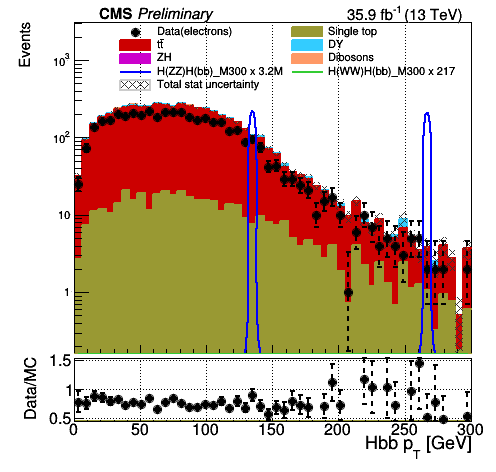 CMS Preliminary 35.9 fb⁻¹ (13 TeV)
Data(electrons) Single top
tt̄ DY
ZH Dibosons
H(ZZ)H(bb)_M300 x 3.2M H(WW)H(bb)_M300 x 217
Total stat uncertainty
Events
10³
10²
10
1
Data/MC
1.5
1
0.5
0 50 100 150 200 250 300
Hbb p_T [GeV]